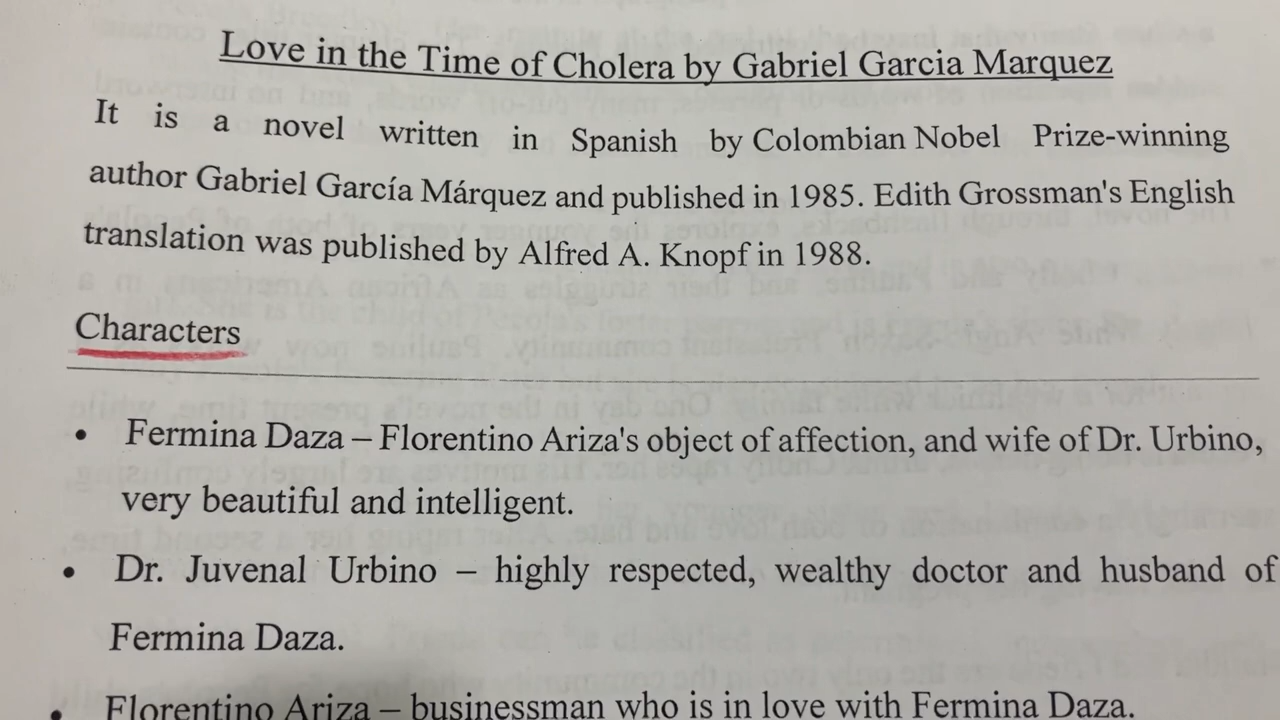 Love in the Time of Cholera by Gabriel Garcia Marquez
It is a novel written in Spanish by Colombian Nobel Prize-winning
author Gabriel García Márquez and published in 1985. Edith Grossman's English
translation was published by Alfred A. Knopf in 1988.
Characters
• Fermina Daza – Florentino Ariza's object of affection, and wife of Dr. Urbino,
very beautiful and intelligent.
• Dr. Juvenal Urbino – highly respected, wealthy doctor and husband of
Fermina Daza.
• Florentino Ariza – businessman who is in love with Fermina Daza.